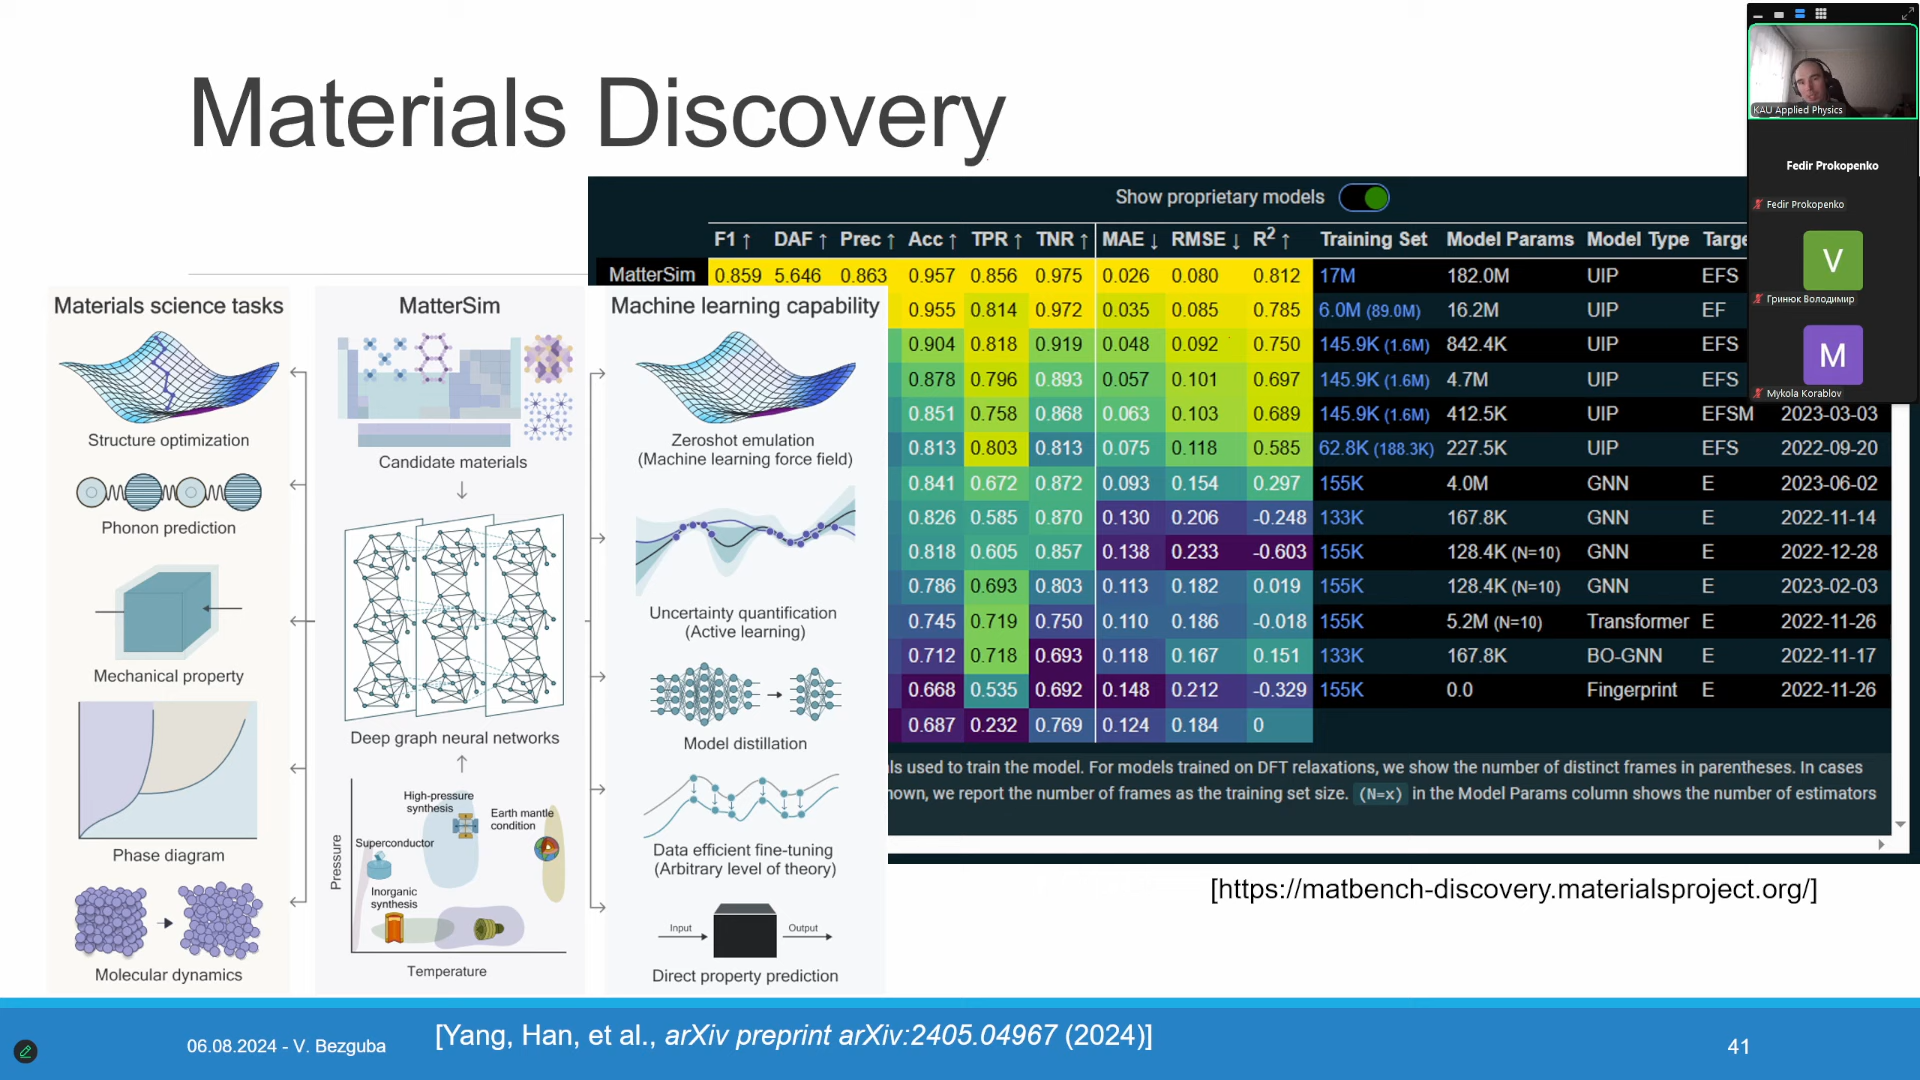 Materials Discovery
KAU Applied Physics
Fedir Prokopenko
Fedir Prokopenko
V
Гринюк Володимир
M
Mykola Korablov
Show proprietary models
F1 ↑ DAF ↑ Prec ↑ Acc ↑ TPR ↑ TNR ↑ MAE ↓ RMSE ↓ R² ↑ Training Set Model Params Model Type Targe
MatterSim 0.859 5.646 0.863 0.957 0.856 0.975 0.026 0.080 0.812 17M 182.0M UIP EFS
0.955 0.814 0.972 0.035 0.085 0.785 6.0M (89.0M) 16.2M UIP EF
0.904 0.818 0.919 0.048 0.092 0.750 145.9K (1.6M) 842.4K UIP EFS
0.878 0.796 0.893 0.057 0.101 0.697 145.9K (1.6M) 4.7M UIP EFS
0.851 0.758 0.868 0.063 0.103 0.689 145.9K (1.6M) 412.5K UIP EFSM 2023-03-03
0.813 0.803 0.813 0.075 0.118 0.585 62.8K (188.3K) 227.5K UIP EFS 2022-09-20
0.841 0.672 0.872 0.093 0.154 0.297 155K 4.0M GNN E 2023-06-02
0.826 0.585 0.870 0.130 0.206 -0.248 133K 167.8K GNN E 2022-11-14
0.818 0.605 0.857 0.138 0.233 -0.603 155K 128.4K (N=10) GNN E 2022-12-28
0.786 0.693 0.803 0.113 0.182 0.019 155K 128.4K (N=10) GNN E 2023-02-03
0.745 0.719 0.750 0.110 0.186 -0.018 155K 5.2M (N=10) Transformer E 2022-11-26
0.712 0.718 0.693 0.118 0.167 0.151 133K 167.8K BO-GNN E 2022-11-17
0.668 0.535 0.692 0.148 0.212 -0.329 155K 0.0 Fingerprint E 2022-11-26
0.687 0.232 0.769 0.124 0.184 0
ls used to train the model. For models trained on DFT relaxations, we show the number of distinct frames in parentheses. In cases
nown, we report the number of frames as the training set size. (N=x) in the Model Params column shows the number of estimators
Materials science tasks
Structure optimization
Phonon prediction
Mechanical property
Phase diagram
Molecular dynamics
MatterSim
Candidate materials
Deep graph neural networks
High-pressure
synthesis
Earth mantle
condition
Superconductor
Inorganic
synthesis
Pressure
Temperature
Machine learning capability
Zeroshot emulation
(Machine learning force field)
Uncertainty quantification
(Active learning)
Model distillation
Data efficient fine-tuning
(Arbitrary level of theory)
Input
Output
Direct property prediction
[https://matbench-discovery.materialsproject.org/]
06.08.2024 - V. Bezguba
[Yang, Han, et al., arXiv preprint arXiv:2405.04967 (2024)]
41